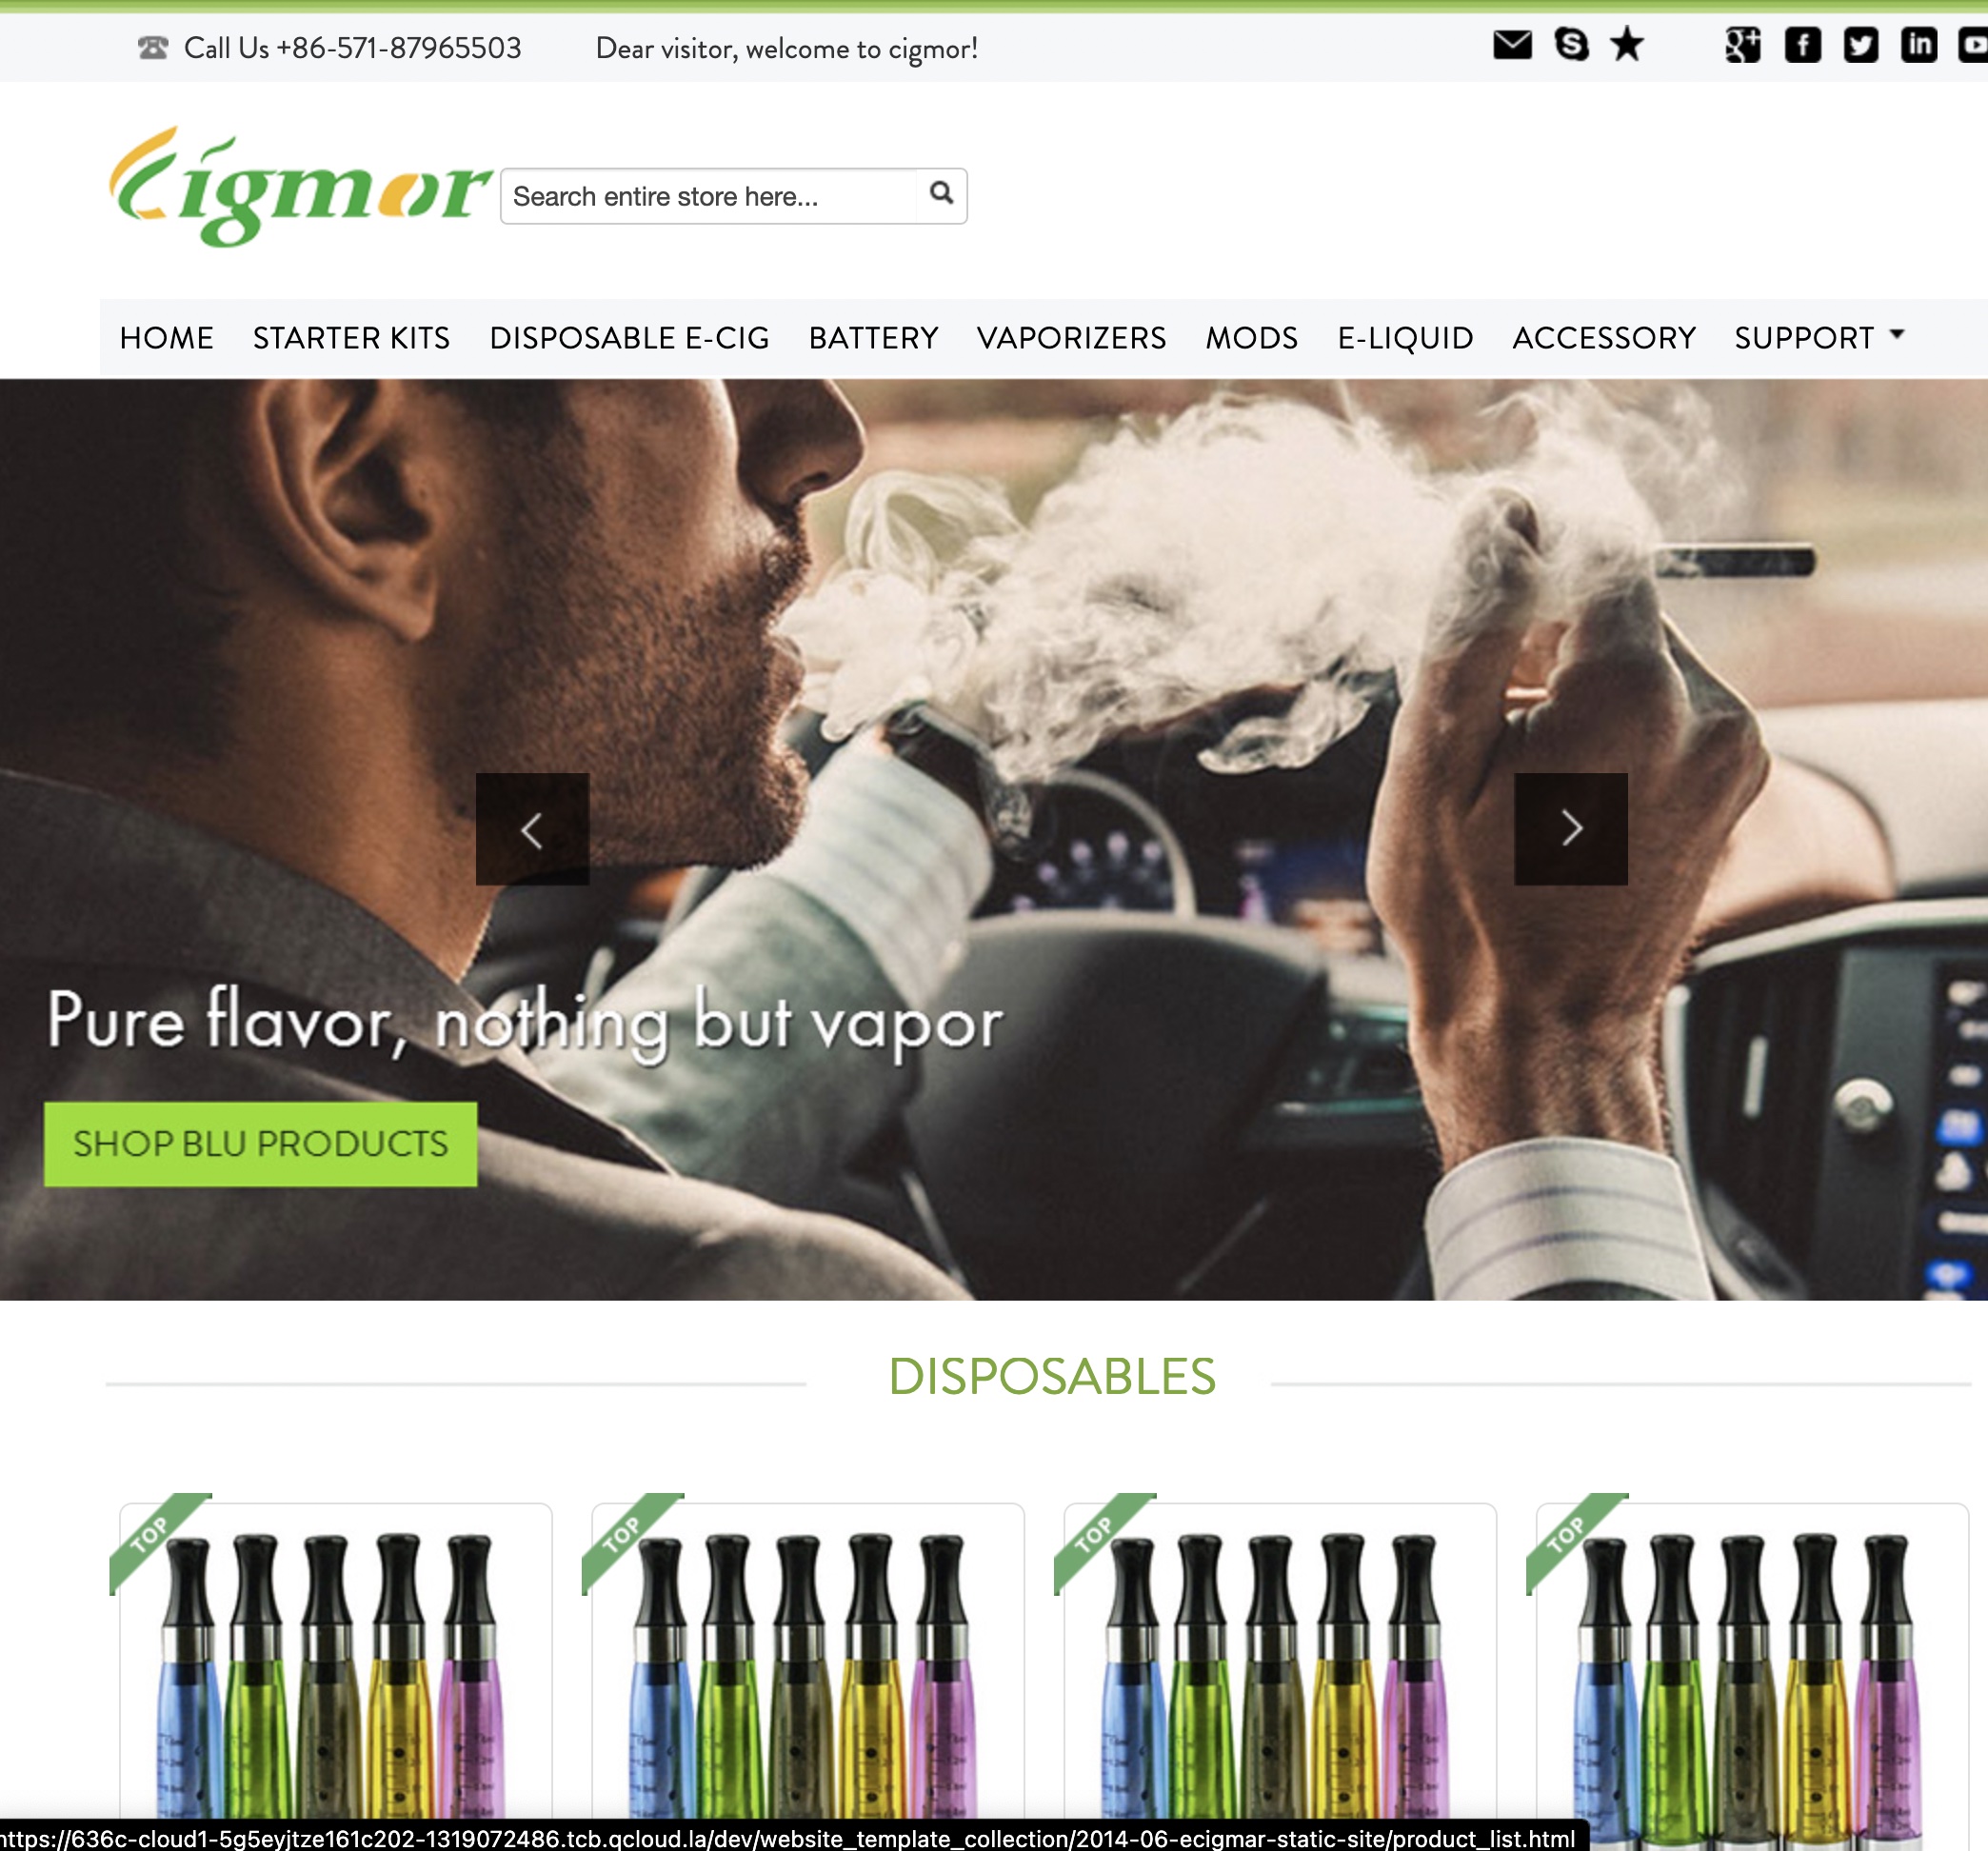 Call Us +86-571-87965503
Dear visitor, welcome to cigmor!
Cigmor
Search entire store here...
HOME STARTER KITS DISPOSABLE E-CIG BATTERY VAPORIZERS MODS E-LIQUID ACCESSORY SUPPORT
Pure flavor, nothing but vapor
SHOP BLU PRODUCTS
DISPOSABLES
TOP TOP TOP TOP
https://636c-cloud1-5g5eyjtze161c202-1319072486.tcb.qcloud.la/dev/website_template_collection/2014-06-ecigmar-static-site/product_list.html